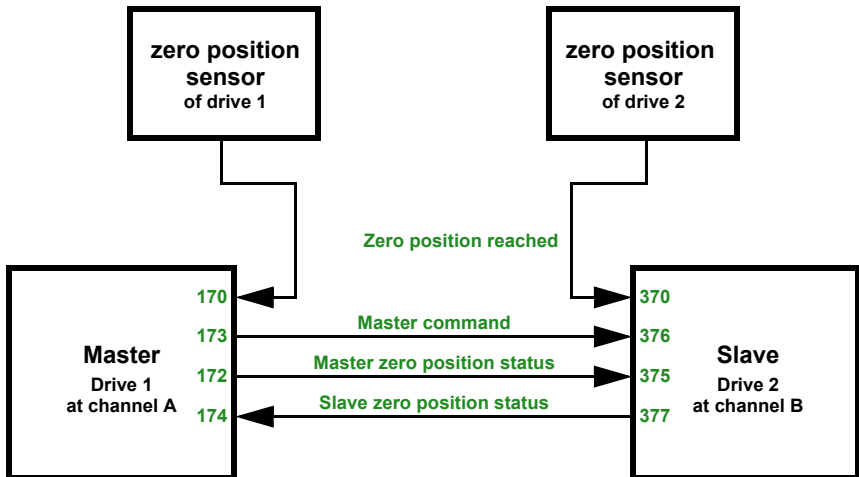 zero position
sensor
of drive 1
zero position
sensor
of drive 2
Zero position reached
170
370
173
Master command
376
Master
Drive 1
at channel A
172
Master zero position status
375
Slave
Drive 2
at channel B
174
Slave zero position status
377